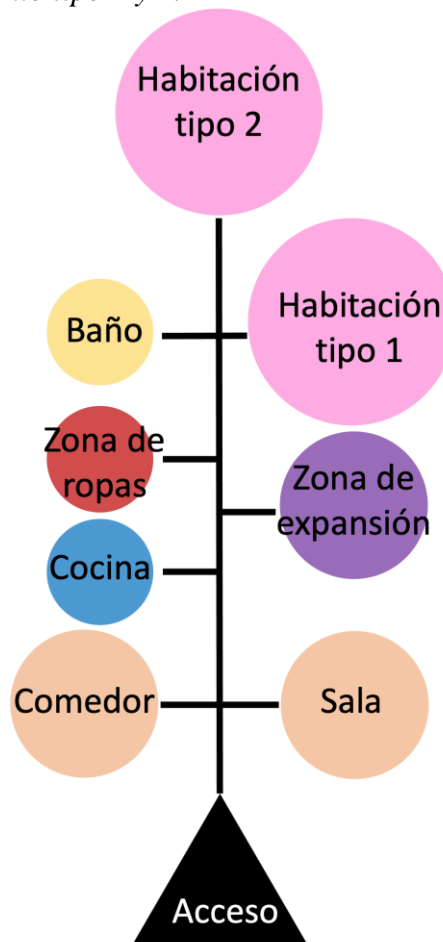 Habitación
tipo 2
Baño
Habitación
tipo 1
Zona de
ropas
Zona de
expansión
Cocina
Comedor
Sala
Acceso